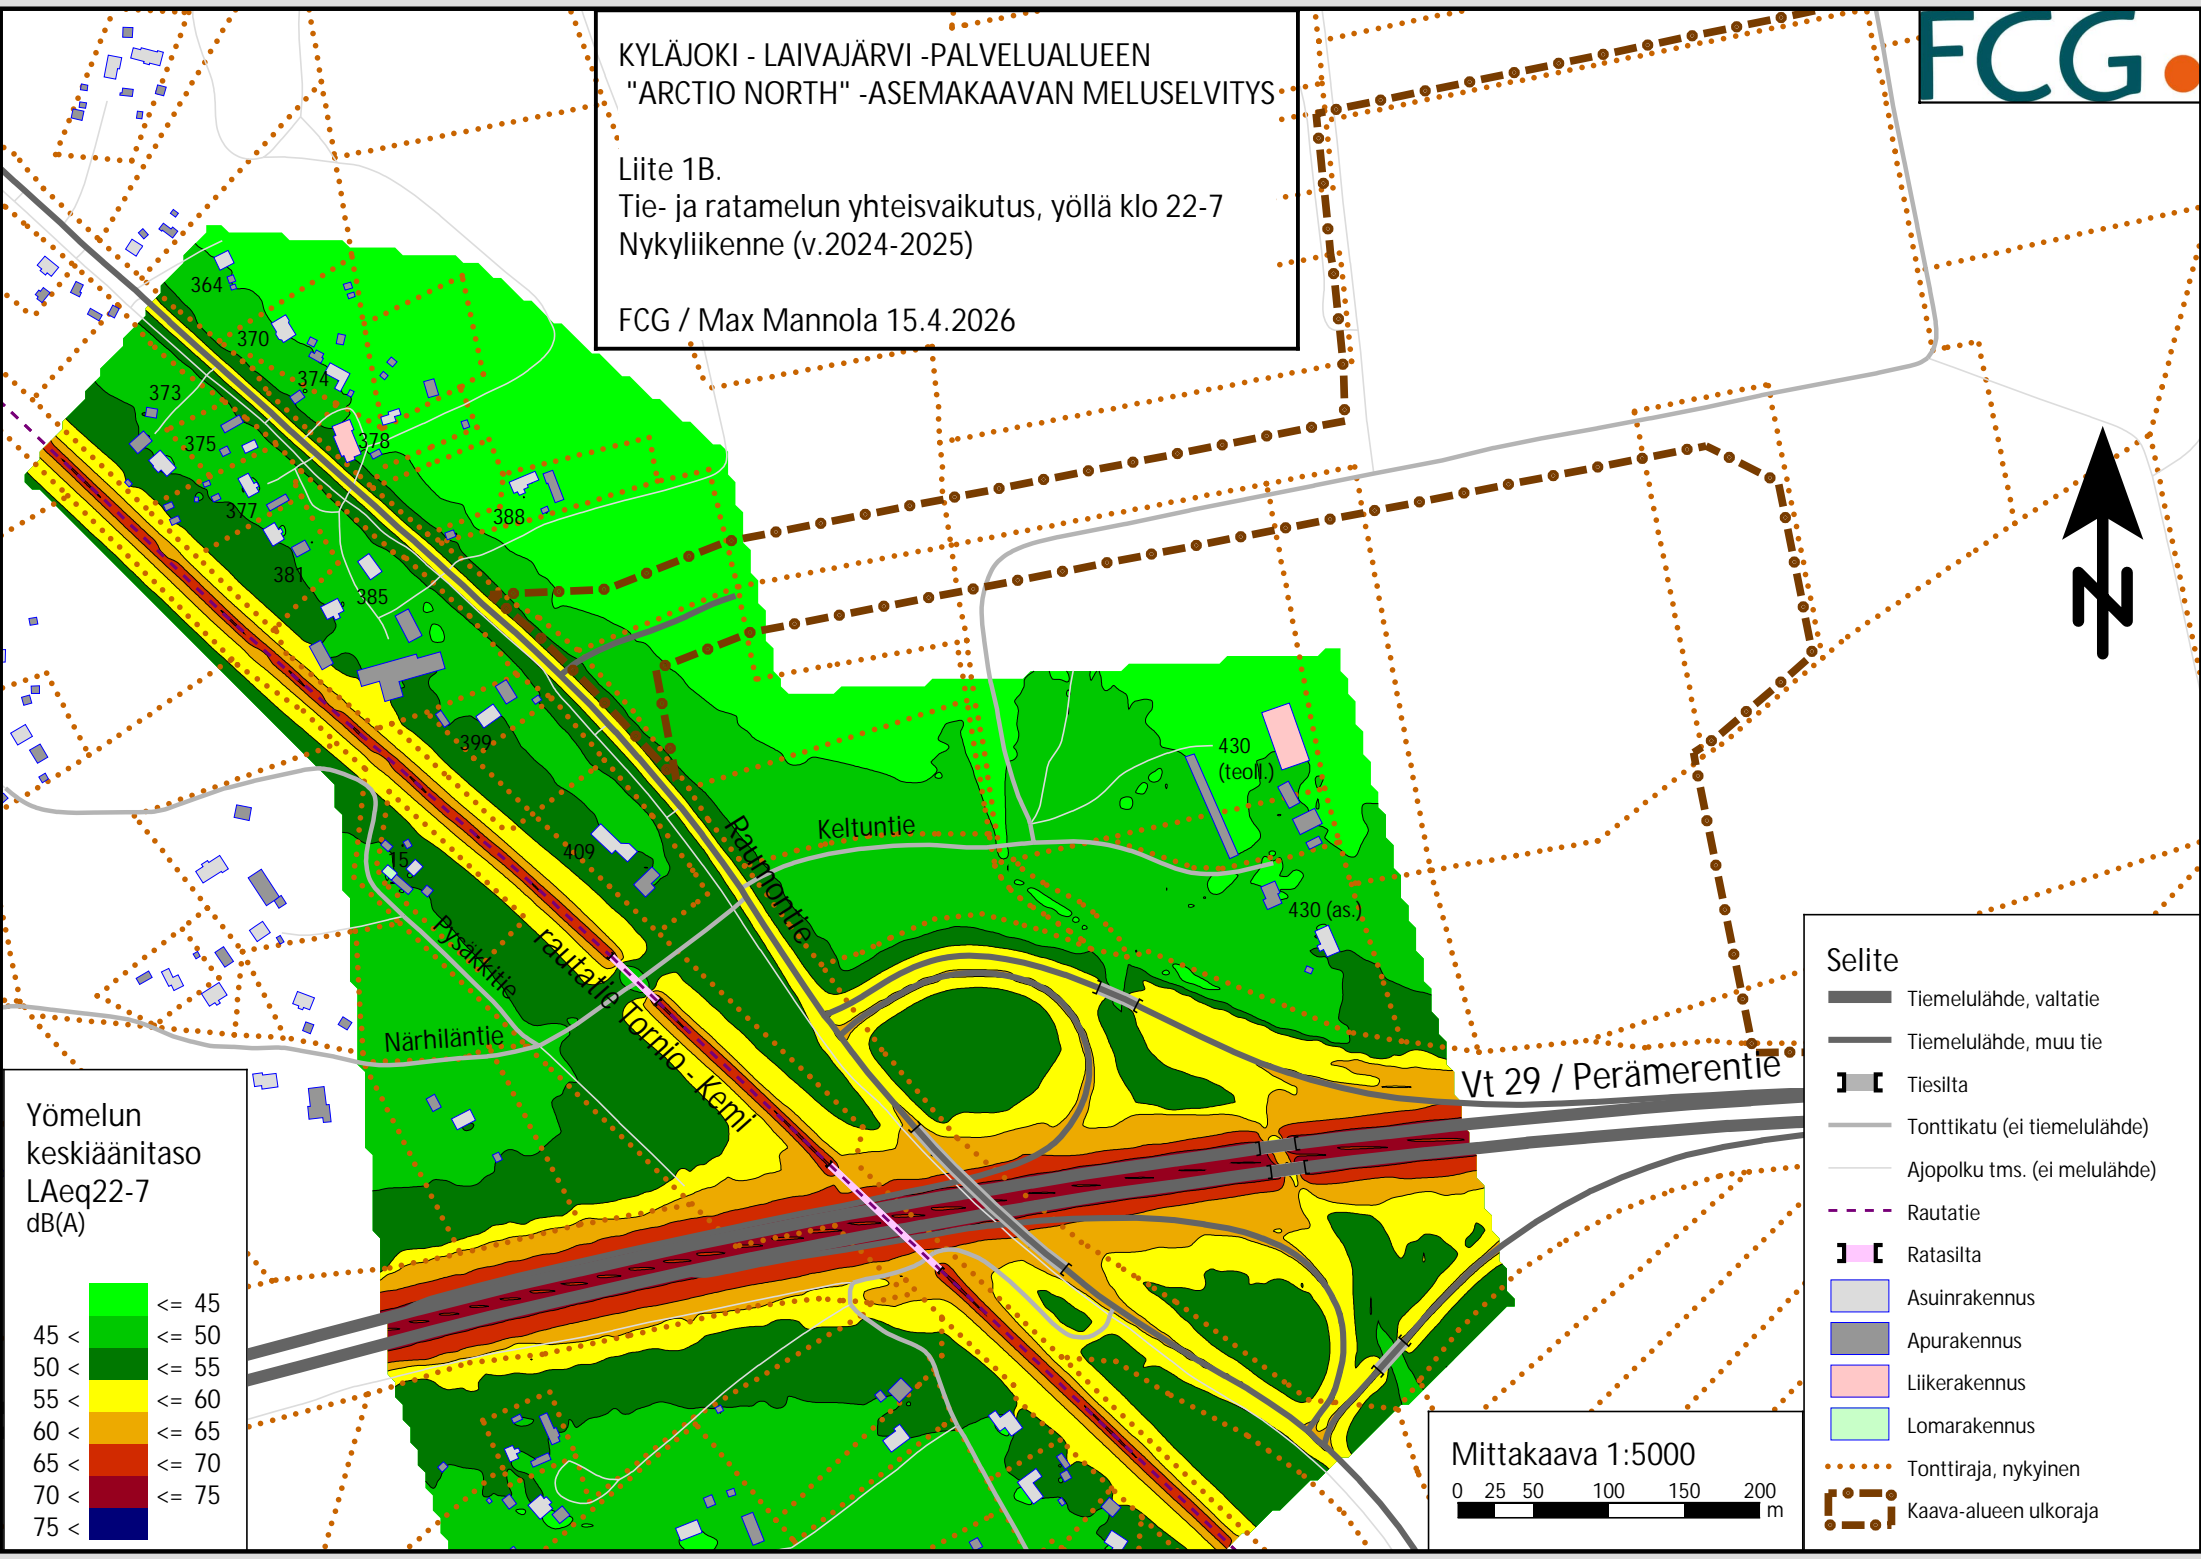 KYLÄJOKI - LAIVAJÄRVI -PALVELUALUEEN
"ARCTIO NORTH" -ASEMAKAAVAN MELUSELVITYS
Liite 1B.
Tie- ja ratamelun yhteisvaikutus, yöllä klo 22-7
Nykyliikenne (v.2024-2025)
FCG / Max Mannola 15.4.2026
FCG
364
370
374
373
378
375
377
388
381
385
399
409
15
430
(teoll.)
430 (as.)
Keltuntie
Raumontie
Pysäkkitie
rautatie Tornio - Kemi
Närhiläntie
Vt 29 / Perämerentie
N
Yömelun
keskiäänitaso
LAeq22-7
dB(A)
<= 45
45 < <= 50
50 < <= 55
55 < <= 60
60 < <= 65
65 < <= 70
70 < <= 75
75 <
Mittakaava 1:5000
0 25 50 100 150 200
m
Selite
Tiemelulähde, valtatie
Tiemelulähde, muu tie
Tiesilta
Tonttikatu (ei tiemelulähde)
Ajopolku tms. (ei melulähde)
Rautatie
Ratasilta
Asuinrakennus
Apurakennus
Liikerakennus
Lomarakennus
Tonttiraja, nykyinen
Kaava-alueen ulkoraja